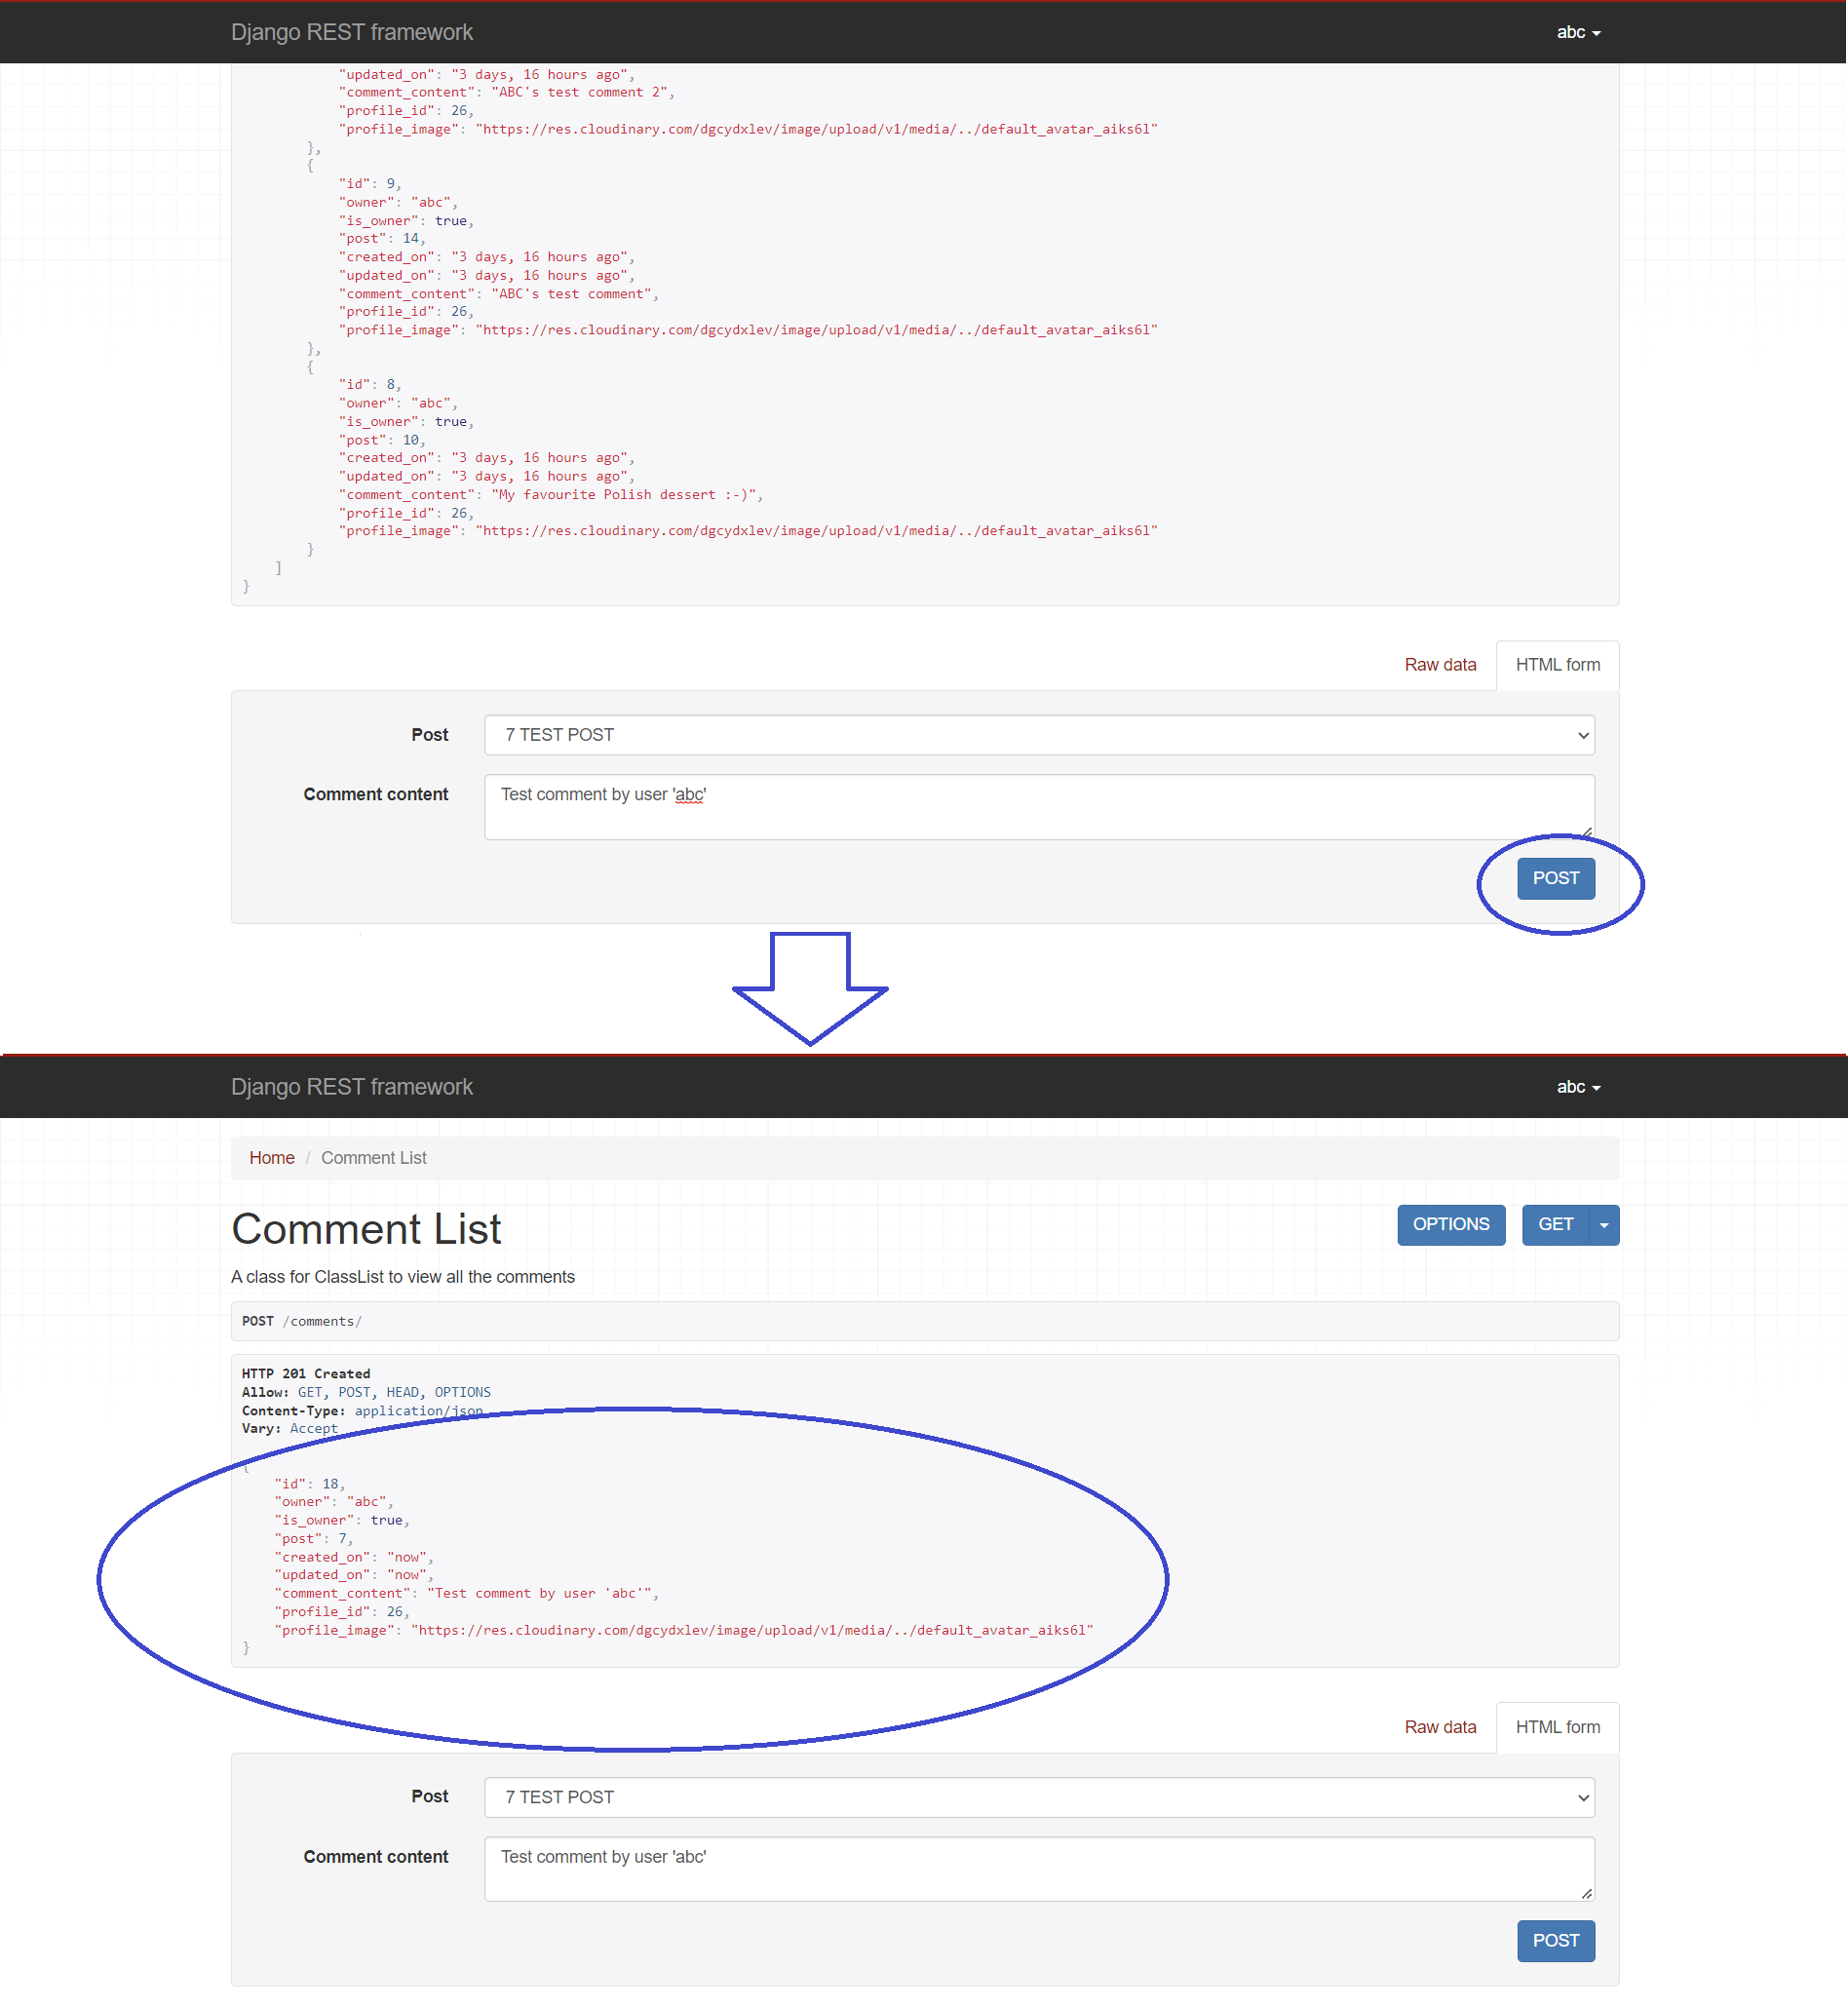 Django REST framework
abc
"updated_on": "3 days, 16 hours ago",
"comment_content": "ABC's test comment 2",
"profile_id": 26,
"profile_image": "https://res.cloudinary.com/dgcydxlev/image/upload/v1/media/../default_avatar_aiks6l"
},
{
"id": 9,
"owner": "abc",
"is_owner": true,
"post": 14,
"created_on": "3 days, 16 hours ago",
"updated_on": "3 days, 16 hours ago",
"comment_content": "ABC's test comment",
"profile_id": 26,
"profile_image": "https://res.cloudinary.com/dgcydxlev/image/upload/v1/media/../default_avatar_aiks6l"
},
{
"id": 8,
"owner": "abc",
"is_owner": true,
"post": 10,
"created_on": "3 days, 16 hours ago",
"updated_on": "3 days, 16 hours ago",
"comment_content": "My favourite Polish dessert :-)",
"profile_id": 26,
"profile_image": "https://res.cloudinary.com/dgcydxlev/image/upload/v1/media/../default_avatar_aiks6l"
}
]
}
Raw data HTML form
Post 7 TEST POST
Comment content Test comment by user 'abc'
POST
Django REST framework
abc
Home / Comment List
Comment List OPTIONS GET
A class for ClassList to view all the comments
POST /comments/
HTTP 201 Created
Allow: GET, POST, HEAD, OPTIONS
Content-Type: application/json
Vary: Accept
{
"id": 18,
"owner": "abc",
"is_owner": true,
"post": 7,
"created_on": "now",
"updated_on": "now",
"comment_content": "Test comment by user 'abc'",
"profile_id": 26,
"profile_image": "https://res.cloudinary.com/dgcydxlev/image/upload/v1/media/../default_avatar_aiks6l"
}
Raw data HTML form
Post 7 TEST POST
Comment content Test comment by user 'abc'
POST